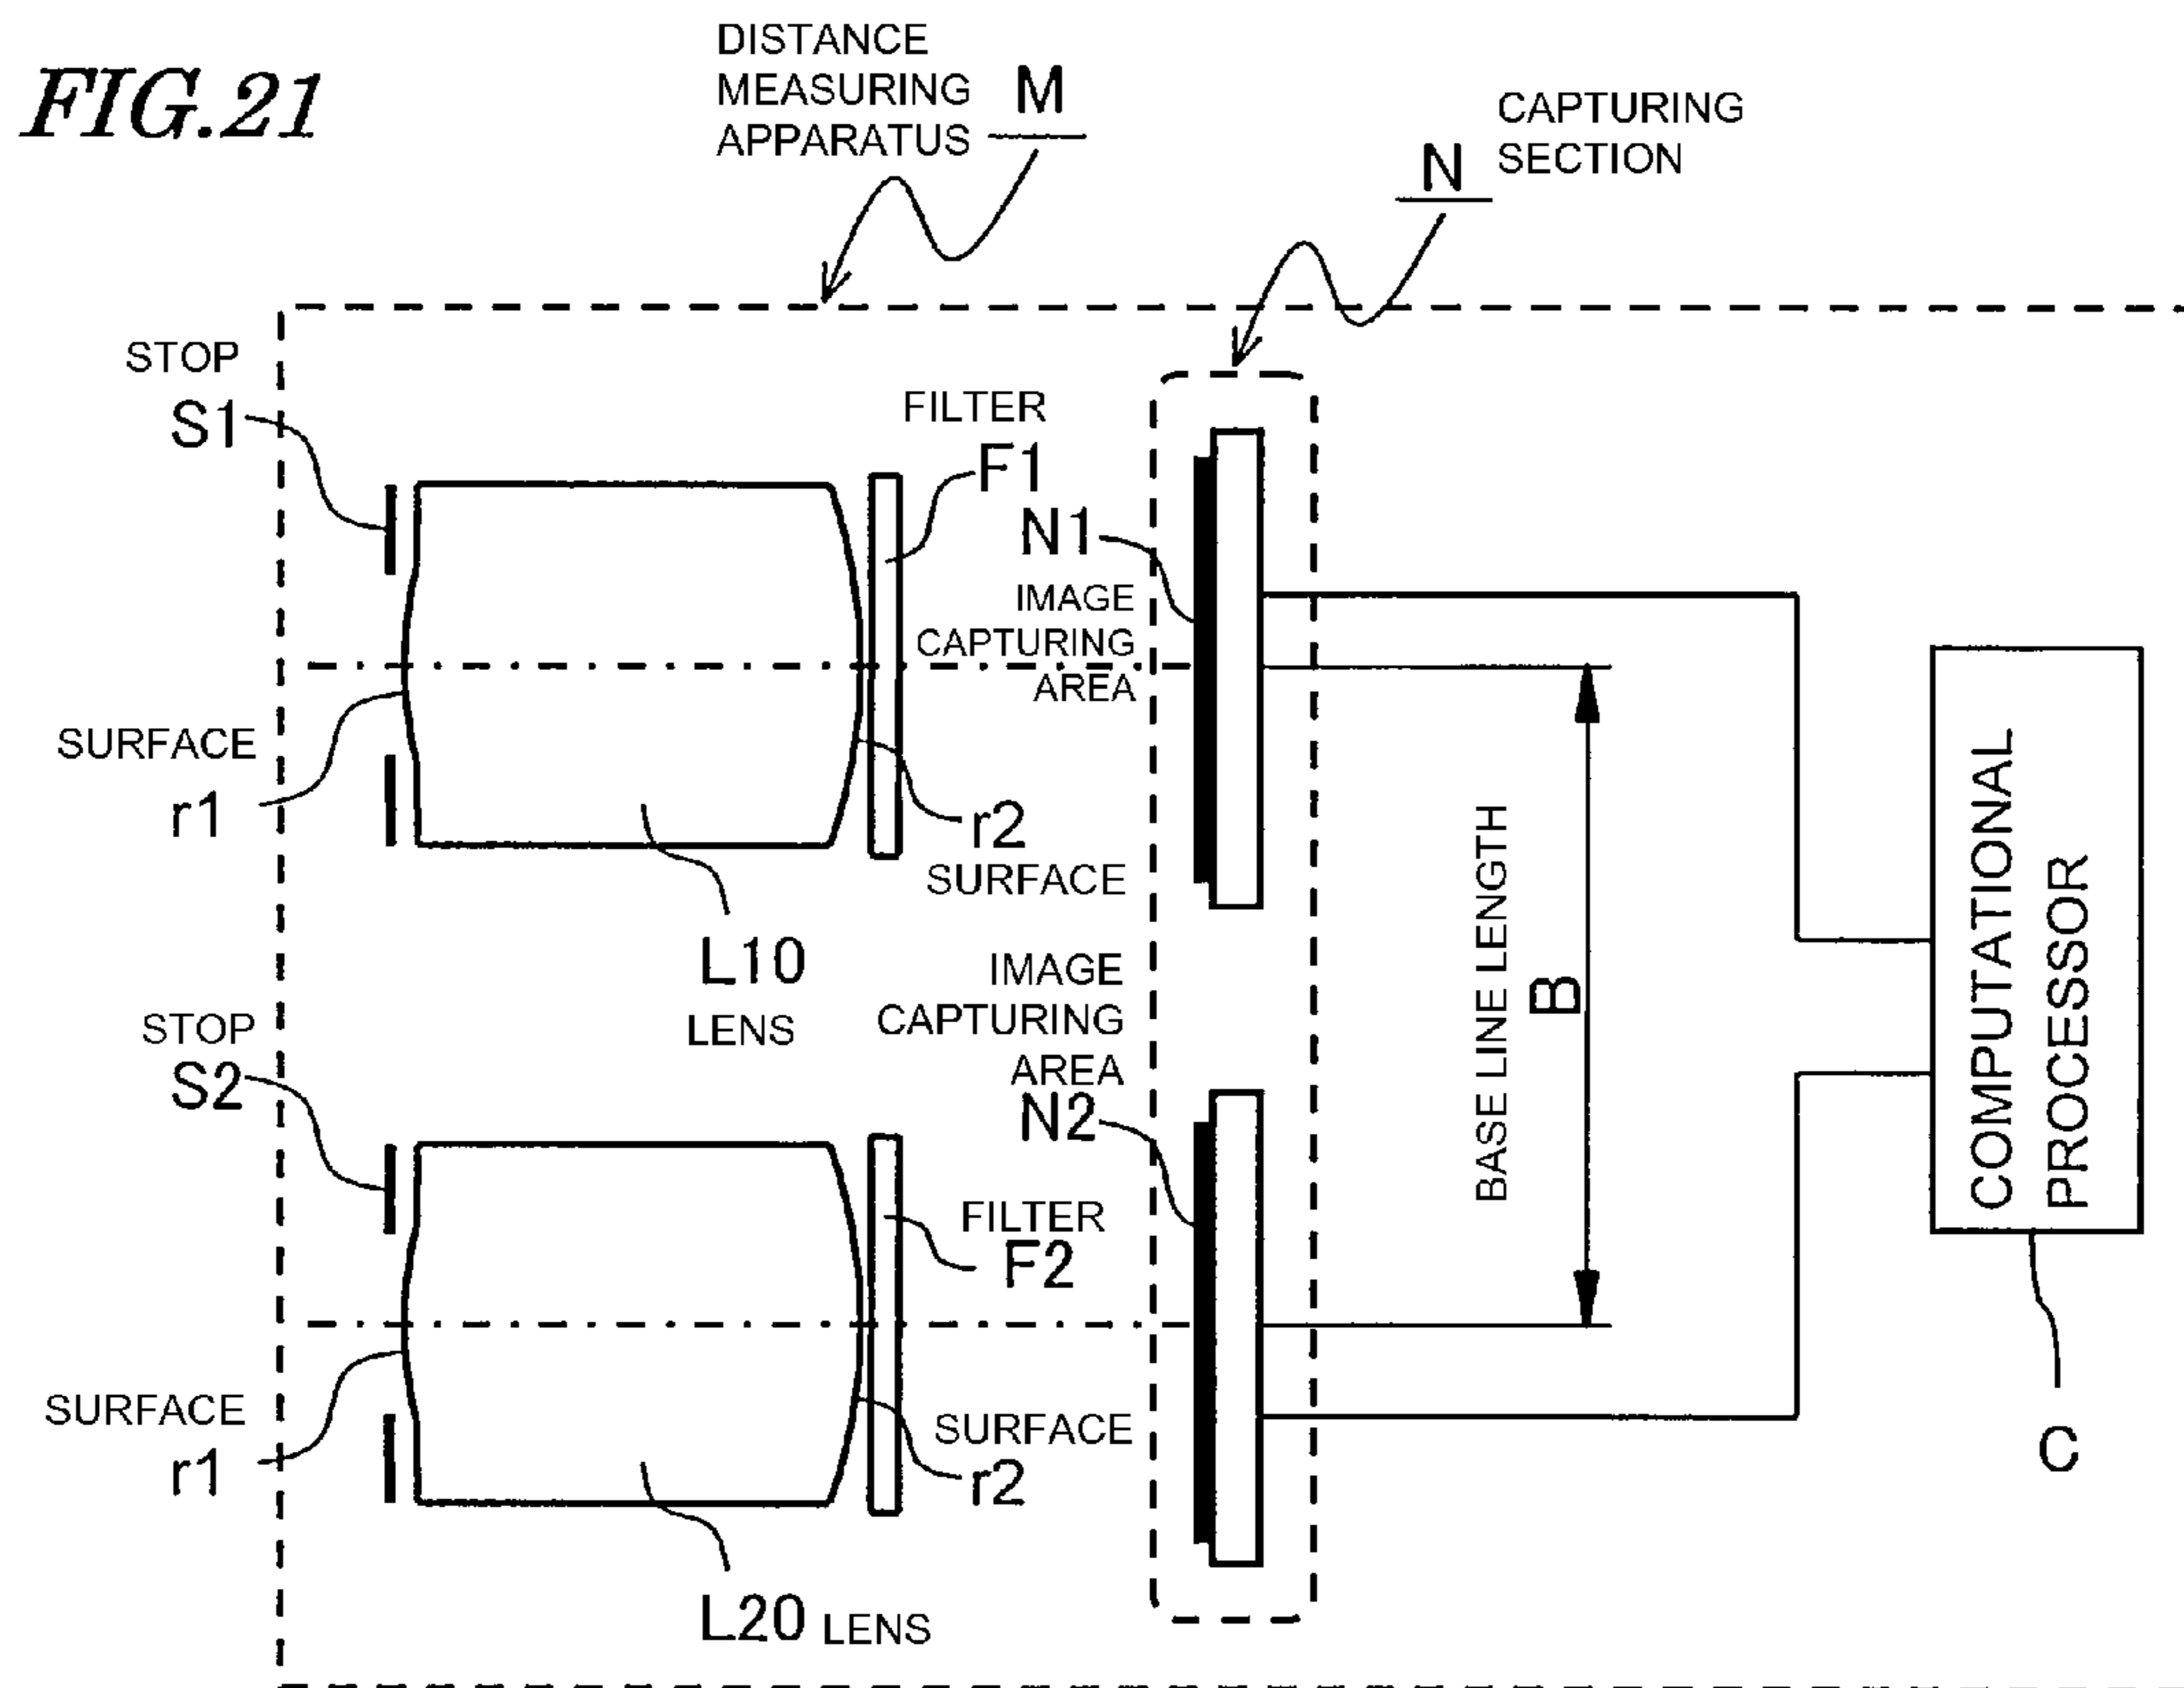 FIG.21
DISTANCE
MEASURING
APPARATUS
M
CAPTURING
SECTION
N
STOP
S1
FILTER
F1
N1
IMAGE
CAPTURING
AREA
SURFACE
r1
r2
SURFACE
L10
LENS
IMAGE
CAPTURING
AREA
N2
STOP
S2
FILTER
F2
SURFACE
r1
SURFACE
r2
L20 LENS
BASE LINE LENGTH
B
COMPUTATIONAL
PROCESSOR
C